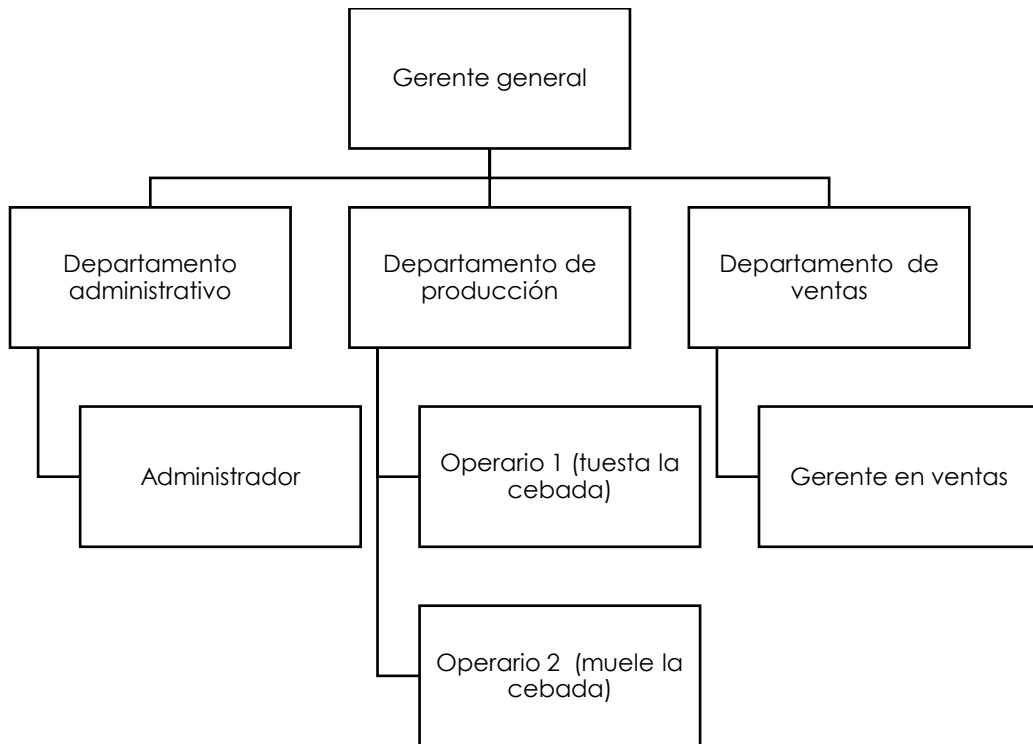 Gerente general
Departamento
administrativo
Departamento de
producción
Departamento  de
ventas
Administrador
Operario 1 (tuesta la
cebada)
Gerente en ventas
Operario 2  (muele la
cebada)